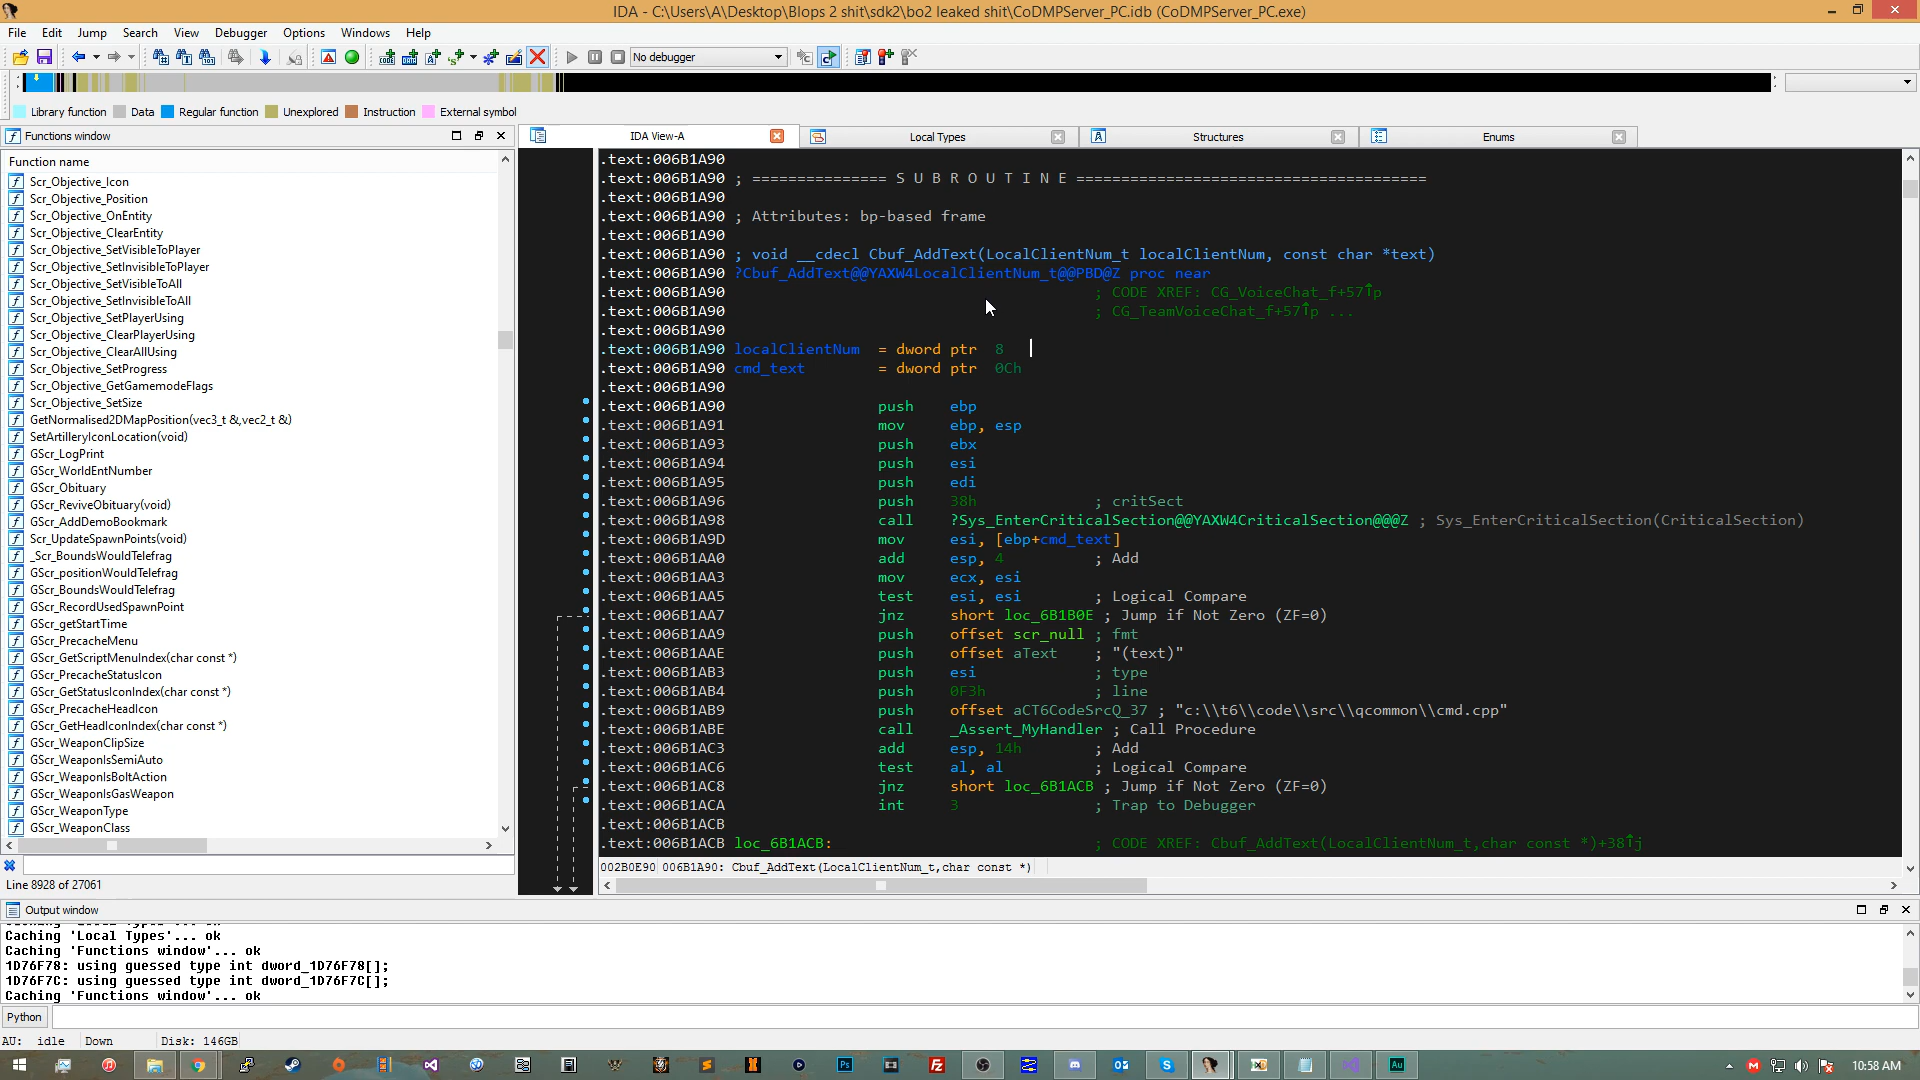 IDA - C:\Users\A\Desktop\Blops 2 shit\sdk2\bo2 leaked shit\CoDMPServer_PC.idb (CoDMPServer_PC.exe)
File Edit Jump Search View Debugger Options Windows Help
No debugger
Library function Data Regular function Unexplored Instruction External symbol
Functions window
IDA View-A Local Types Structures Enums
Function name
Scr_Objective_Icon
Scr_Objective_Position
Scr_Objective_OnEntity
Scr_Objective_ClearEntity
Scr_Objective_SetVisibleToPlayer
Scr_Objective_SetInvisibleToPlayer
Scr_Objective_SetVisibleToAll
Scr_Objective_SetInvisibleToAll
Scr_Objective_SetPlayerUsing
Scr_Objective_ClearPlayerUsing
Scr_Objective_ClearAllUsing
Scr_Objective_SetProgress
Scr_Objective_GetGamemodeFlags
Scr_Objective_SetSize
GetNormalised2DMapPosition(vec3_t &,vec2_t &)
SetArtilleryIconLocation(void)
GScr_LogPrint
GScr_WorldEntNumber
GScr_Obituary
GScr_ReviveObituary(void)
GScr_AddDemoBookmark
Scr_UpdateSpawnPoints(void)
_Scr_BoundsWouldTelefrag
GScr_positionWouldTelefrag
GScr_BoundsWouldTelefrag
GScr_RecordUsedSpawnPoint
GScr_getStartTime
GScr_PrecacheMenu
GScr_GetScriptMenuIndex(char const *)
GScr_PrecacheStatusIcon
GScr_GetStatusIconIndex(char const *)
GScr_PrecacheHeadIcon
GScr_GetHeadIconIndex(char const *)
GScr_WeaponClipSize
GScr_WeaponIsSemiAuto
GScr_WeaponIsBoltAction
GScr_WeaponIsGasWeapon
GScr_WeaponType
GScr_WeaponClass
Line 8928 of 27061
.text:006B1A90
.text:006B1A90 ; =============== S U B R O U T I N E =======================================
.text:006B1A90
.text:006B1A90 ; Attributes: bp-based frame
.text:006B1A90
.text:006B1A90 ; void __cdecl Cbuf_AddText(LocalClientNum_t localClientNum, const char *text)
.text:006B1A90 ?Cbuf_AddText@@YAXW4LocalClientNum_t@@PBD@Z proc near
.text:006B1A90 ; CODE XREF: CG_VoiceChat_f+57↑p
.text:006B1A90 ; CG_TeamVoiceChat_f+57↑p ...
.text:006B1A90
.text:006B1A90 localClientNum = dword ptr 8
.text:006B1A90 cmd_text = dword ptr 0Ch
.text:006B1A90
.text:006B1A90 push ebp
.text:006B1A91 mov ebp, esp
.text:006B1A93 push ebx
.text:006B1A94 push esi
.text:006B1A95 push edi
.text:006B1A96 push 38h ; critSect
.text:006B1A98 call ?Sys_EnterCriticalSection@@YAXW4CriticalSection@@@Z ; Sys_EnterCriticalSection(CriticalSection)
.text:006B1A9D mov esi, [ebp+cmd_text]
.text:006B1AA0 add esp, 4 ; Add
.text:006B1AA3 mov ecx, esi
.text:006B1AA5 test esi, esi ; Logical Compare
.text:006B1AA7 jnz short loc_6B1B0E ; Jump if Not Zero (ZF=0)
.text:006B1AA9 push offset scr_null ; fmt
.text:006B1AAE push offset aText ; "(text)"
.text:006B1AB3 push esi ; type
.text:006B1AB4 push 0F3h ; line
.text:006B1AB9 push offset aCT6CodeSrcQ_37 ; "c:\\t6\\code\\src\\qcommon\\cmd.cpp"
.text:006B1ABE call _Assert_MyHandler ; Call Procedure
.text:006B1AC3 add esp, 14h ; Add
.text:006B1AC6 test al, al ; Logical Compare
.text:006B1AC8 jnz short loc_6B1ACB ; Jump if Not Zero (ZF=0)
.text:006B1ACA int 3 ; Trap to Debugger
.text:006B1ACB
.text:006B1ACB loc_6B1ACB: ; CODE XREF: Cbuf_AddText(LocalClientNum_t,char const *)+38↑j
002B0E90 006B1A90: Cbuf_AddText(LocalClientNum_t,char const *)
Output window
Caching 'Local Types'... ok
Caching 'Functions window'... ok
1D76F78: using guessed type int dword_1D76F78[];
1D76F7C: using guessed type int dword_1D76F7C[];
Caching 'Functions window'... ok
Python
AU: idle Down Disk: 146GB
10:58 AM